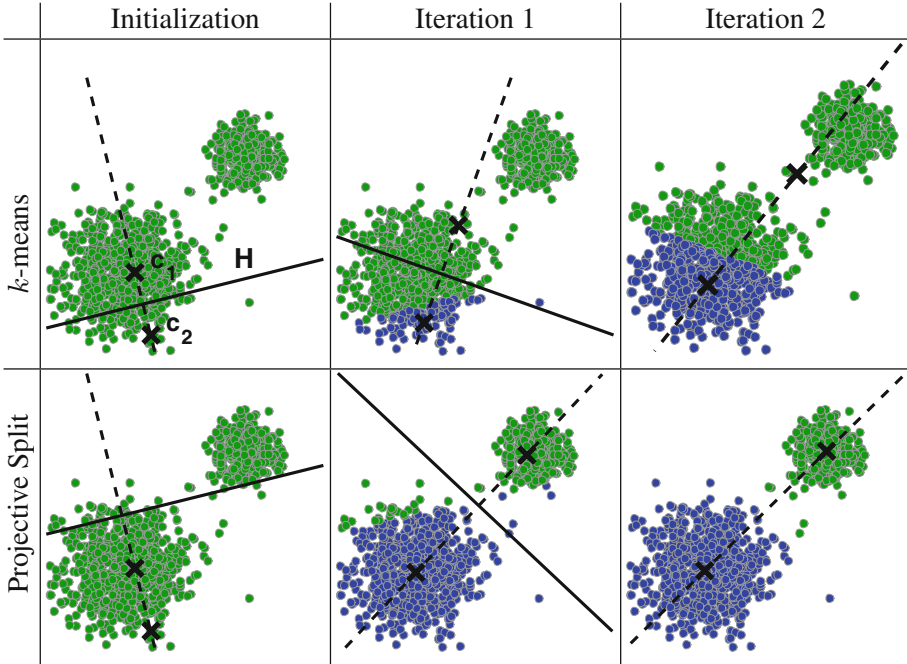 Initialization
Iteration 1
Iteration 2
k-means
c1
H
c2
Projective Split